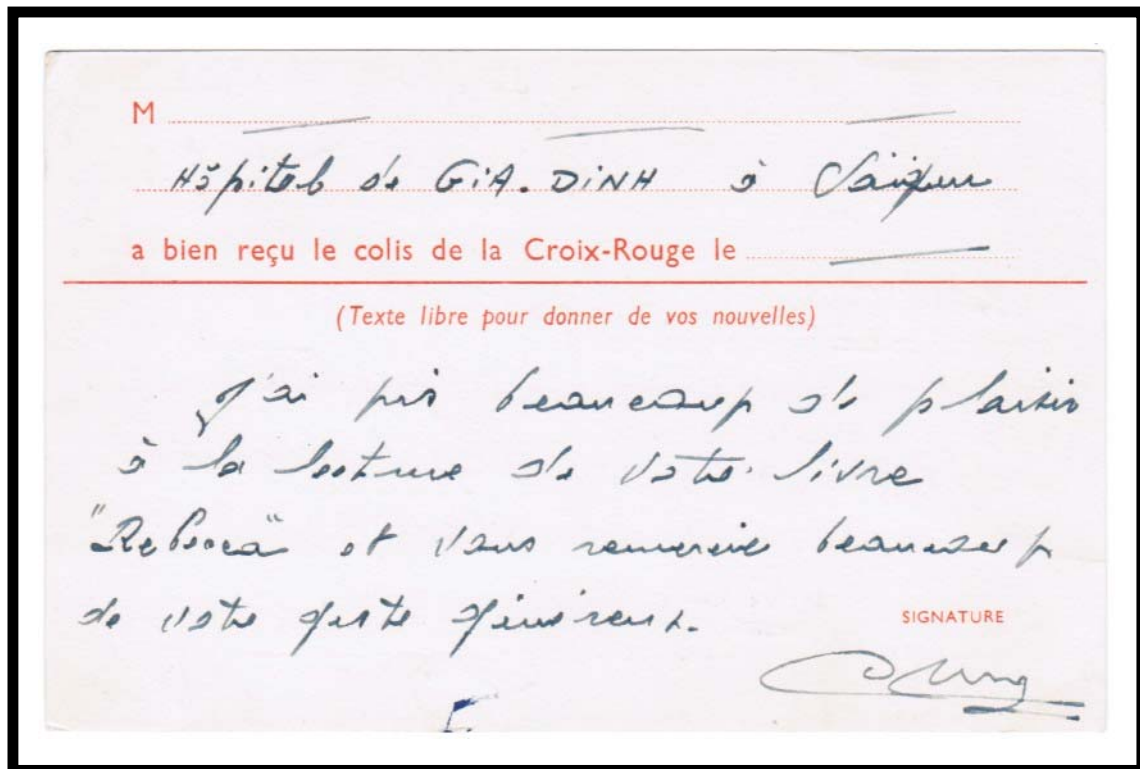 M
Hôpital de GIA. DINH à Saïgon
a bien reçu le colis de la Croix-Rouge le
(Texte libre pour donner de vos nouvelles)
J'ai pris beaucoup de plaisir
à la lecture de votre livre
"Rebecca" et vous remercie beaucoup
de votre geste généreux.
SIGNATURE